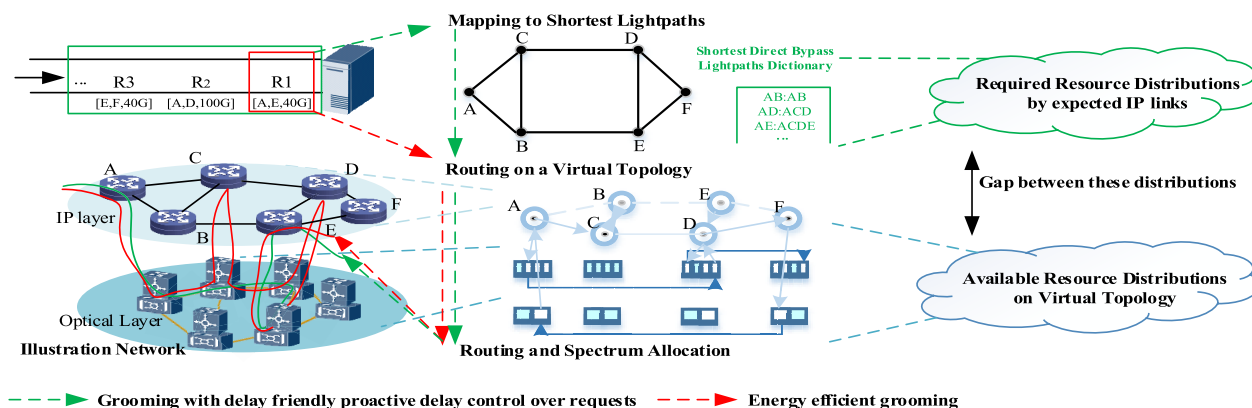 Mapping to Shortest Lightpaths
... R3 R2 R1
[E,F,40G] [A,D,100G] [A,E,40G]
C D
A F
B E
Shortest Direct Bypass
Lightpaths Dictionary
AB:AB
AD:ACD
AE:ACDE
...
Required Resource Distributions
by expected IP links
Gap between these distributions
Routing on a Virtual Topology
A C D
F
B E
IP layer
Optical Layer
Illustration Network
A B E F
C D
Available Resource Distributions
on Virtual Topology
Routing and Spectrum Allocation
Grooming with delay friendly proactive delay control over requests
Energy efficient grooming